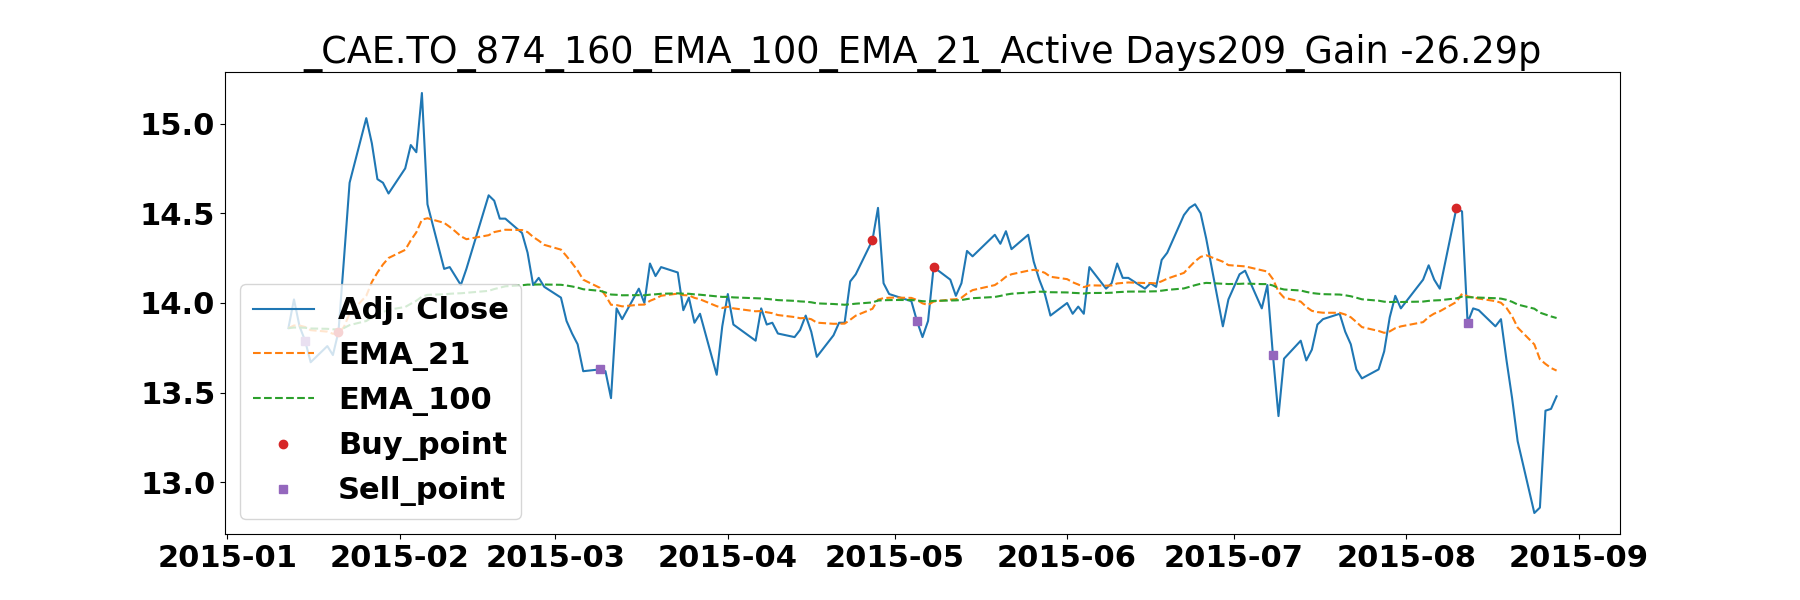 _CAE.TO_874_160_EMA_100_EMA_21_Active Days209_Gain -26.29p
15.0
14.5
14.0
13.5
13.0
Adj. Close
EMA_21
EMA_100
Buy_point
Sell_point
2015-01 2015-02 2015-03 2015-04 2015-05 2015-06 2015-07 2015-08 2015-09